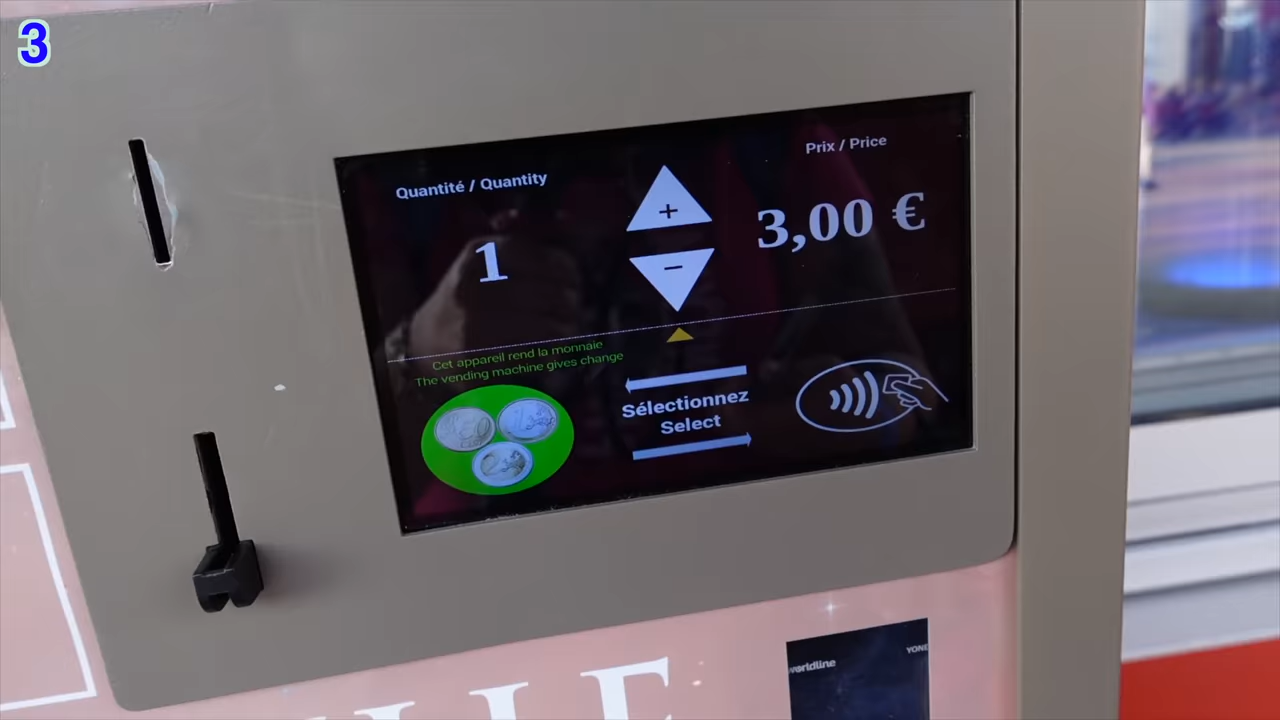 3
Quantité / Quantity
Prix / Price
+
1
3,00 €
−
Cet appareil rend la monnaie
The vending machine gives change
Sélectionnez
Select
worldline